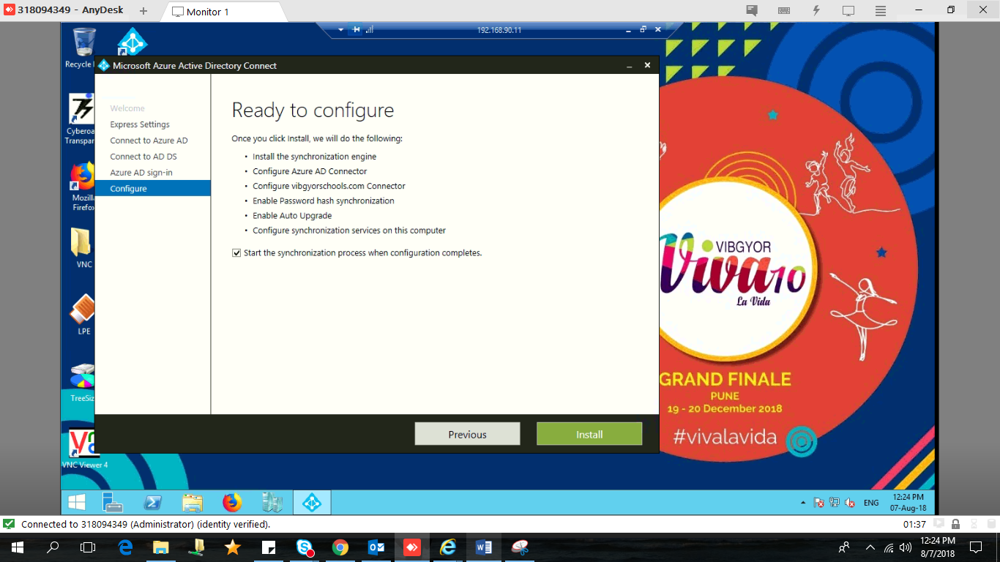 318094349 - AnyDesk
Monitor 1
192.168.90.11
Recycle
Microsoft Azure Active Directory Connect
Welcome
Express Settings
Connect to Azure AD
Connect to AD DS
Azure AD sign-in
Configure
Ready to configure
Once you click Install, we will do the following:
• Install the synchronization engine
• Configure Azure AD Connector
• Configure vibgyorschools.com Connector
• Enable Password hash synchronization
• Enable Auto Upgrade
• Configure synchronization services on this computer
Start the synchronization process when configuration completes.
Previous
Install
Cyberoa
Transpar
Mozill
Firefox
VNC
LPE
TreeSiz
VNC Viewer 4
VIBGYOR
Viva10
La Vida
GRAND FINALE
PUNE
19 - 20 December 2018
#vivalavida
ENG
12:24 PM
07-Aug-18
Connected to 318094349 (Administrator) (identity verified).
01:37
12:24 PM
8/7/2018